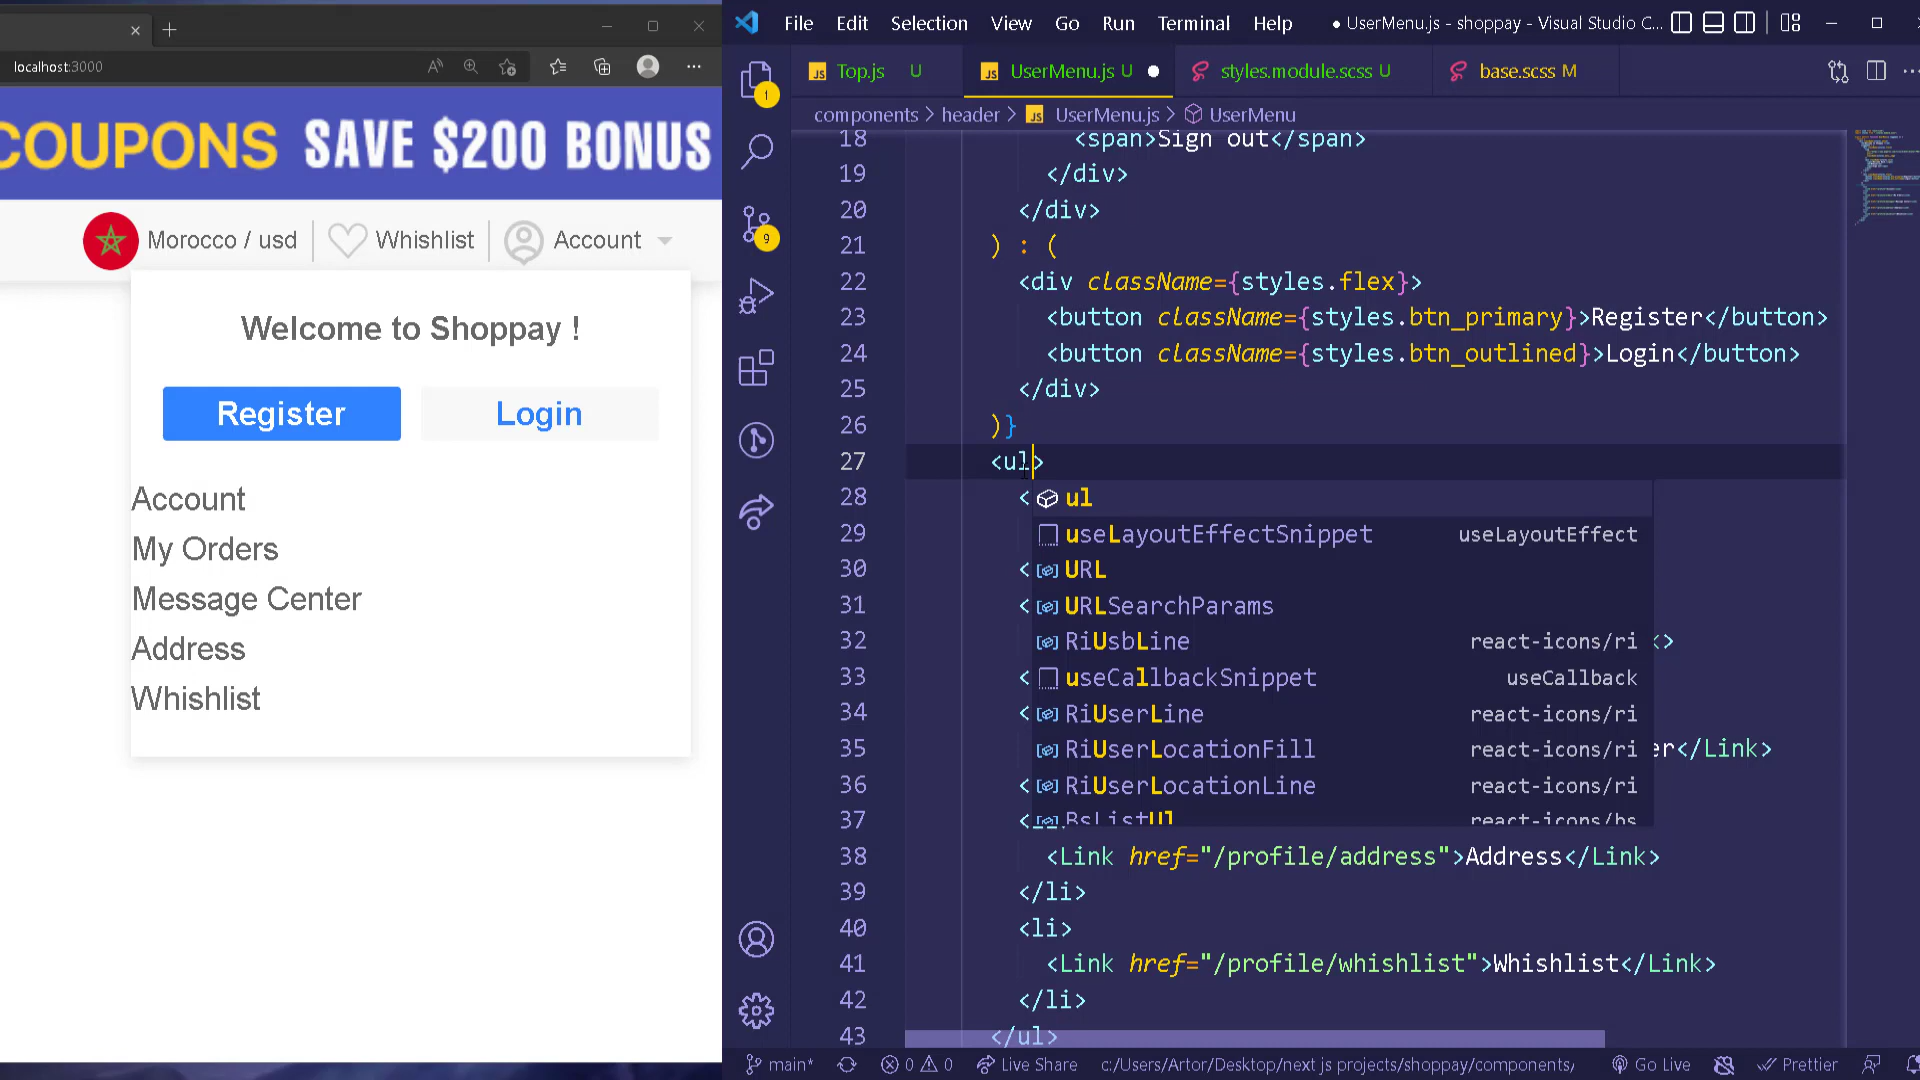 File Edit Selection View Go Run Terminal Help ● UserMenu.js - shoppay - Visual Studio C...
localhost:3000
COUPONS SAVE $200 BONUS
Morocco / usd Whishlist Account
Welcome to Shoppay !
Register Login
Account
My Orders
Message Center
Address
Whishlist
1
9
Top.js U UserMenu.js U styles.module.scss U base.scss M
components > header > UserMenu.js > UserMenu
18 <span>Sign out</span>
19 </div>
20 </div>
21 ) : (
22 <div className={styles.flex}>
23 <button className={styles.btn_primary}>Register</button>
24 <button className={styles.btn_outlined}>Login</button>
25 </div>
26 )}
27 <ul>
28 < ul
29 useLayoutEffectSnippet useLayoutEffect
30 < URL
31 < URLSearchParams
32 RiUsbLine react-icons/ri >
33 < useCallbackSnippet useCallback
34 < RiUserLine react-icons/ri
35 RiUserLocationFill react-icons/ri er</Link>
36 < RiUserLocationLine react-icons/ri
37 < BsListUl react-icons/bs
38 <Link href="/profile/address">Address</Link>
39 </li>
40 <li>
41 <Link href="/profile/whishlist">Whishlist</Link>
42 </li>
43 </ul>
main* 0 0 Live Share c:/Users/Artor/Desktop/next js projects/shoppay/components/ Go Live Prettier